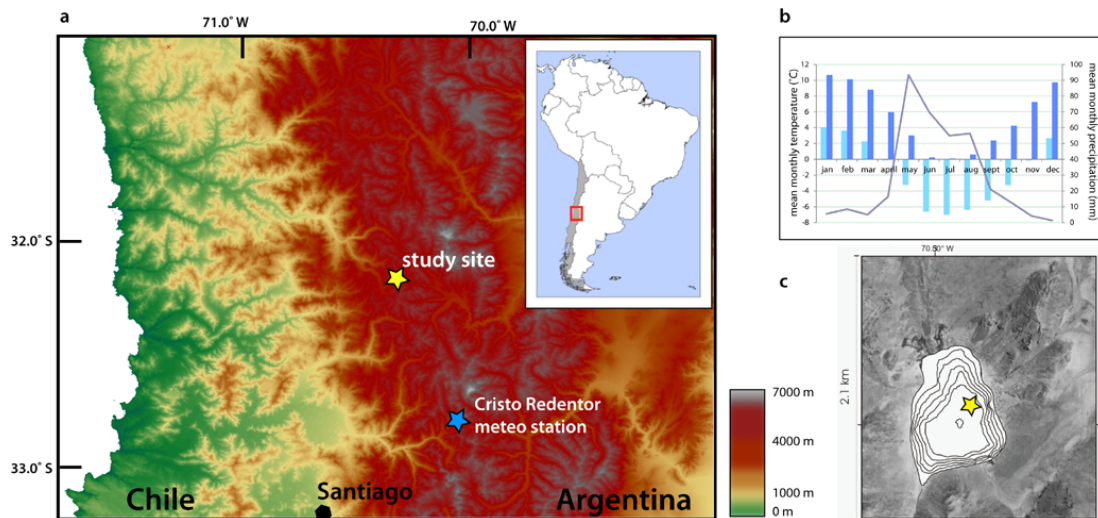 a
71.0° W
70.0° W
32.0° S
33.0° S
study site
Cristo Redentor
meteo station
Chile
Santiago
Argentina
7000 m
4000 m
1000 m
0 m
b
mean monthly temperature (°C)
12
10
8
6
4
2
0
-2
-4
-6
-8
jan feb mar april may jun jul aug sept oct nov dec
100
90
80
70
60
50
40
30
20
10
0
mean monthly precipitation (mm)
c
2.1 km